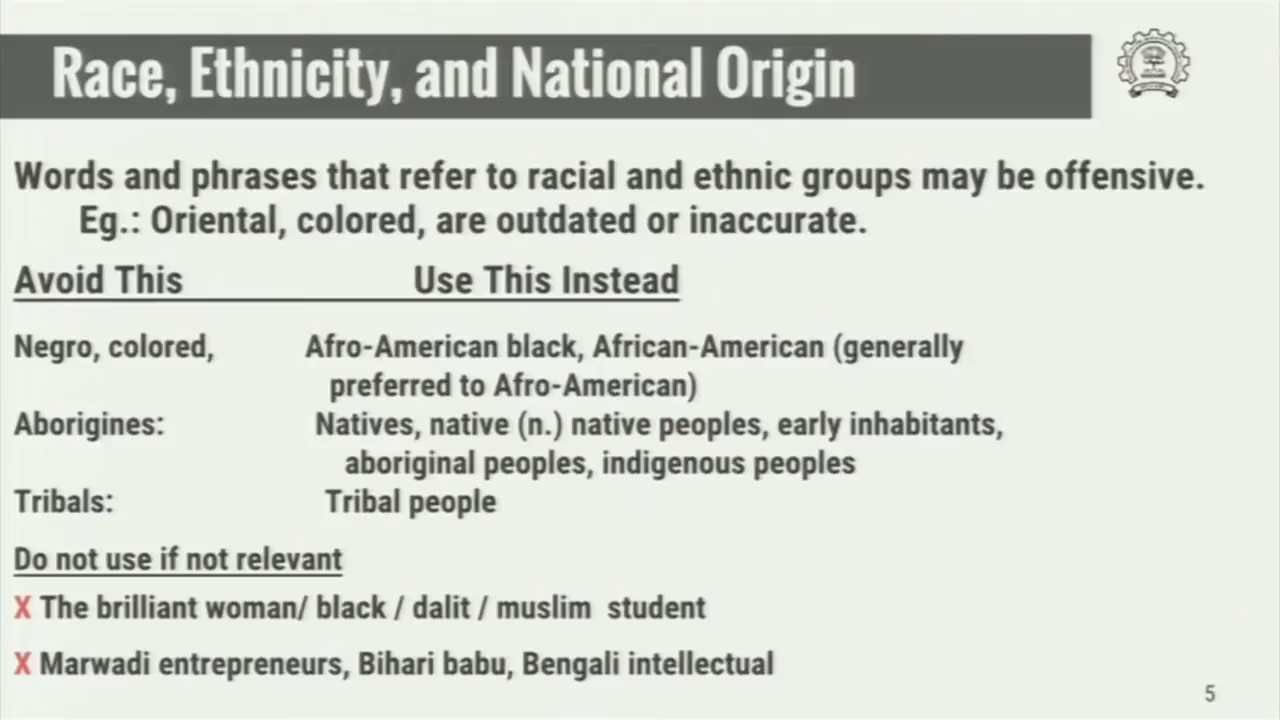 Race, Ethnicity, and National Origin
Words and phrases that refer to racial and ethnic groups may be offensive.
Eg.: Oriental, colored, are outdated or inaccurate.
Avoid This Use This Instead
Negro, colored, Afro-American black, African-American (generally
preferred to Afro-American)
Aborigines: Natives, native (n.) native peoples, early inhabitants,
aboriginal peoples, indigenous peoples
Tribals: Tribal people
Do not use if not relevant
X The brilliant woman/ black / dalit / muslim student
X Marwadi entrepreneurs, Bihari babu, Bengali intellectual
5